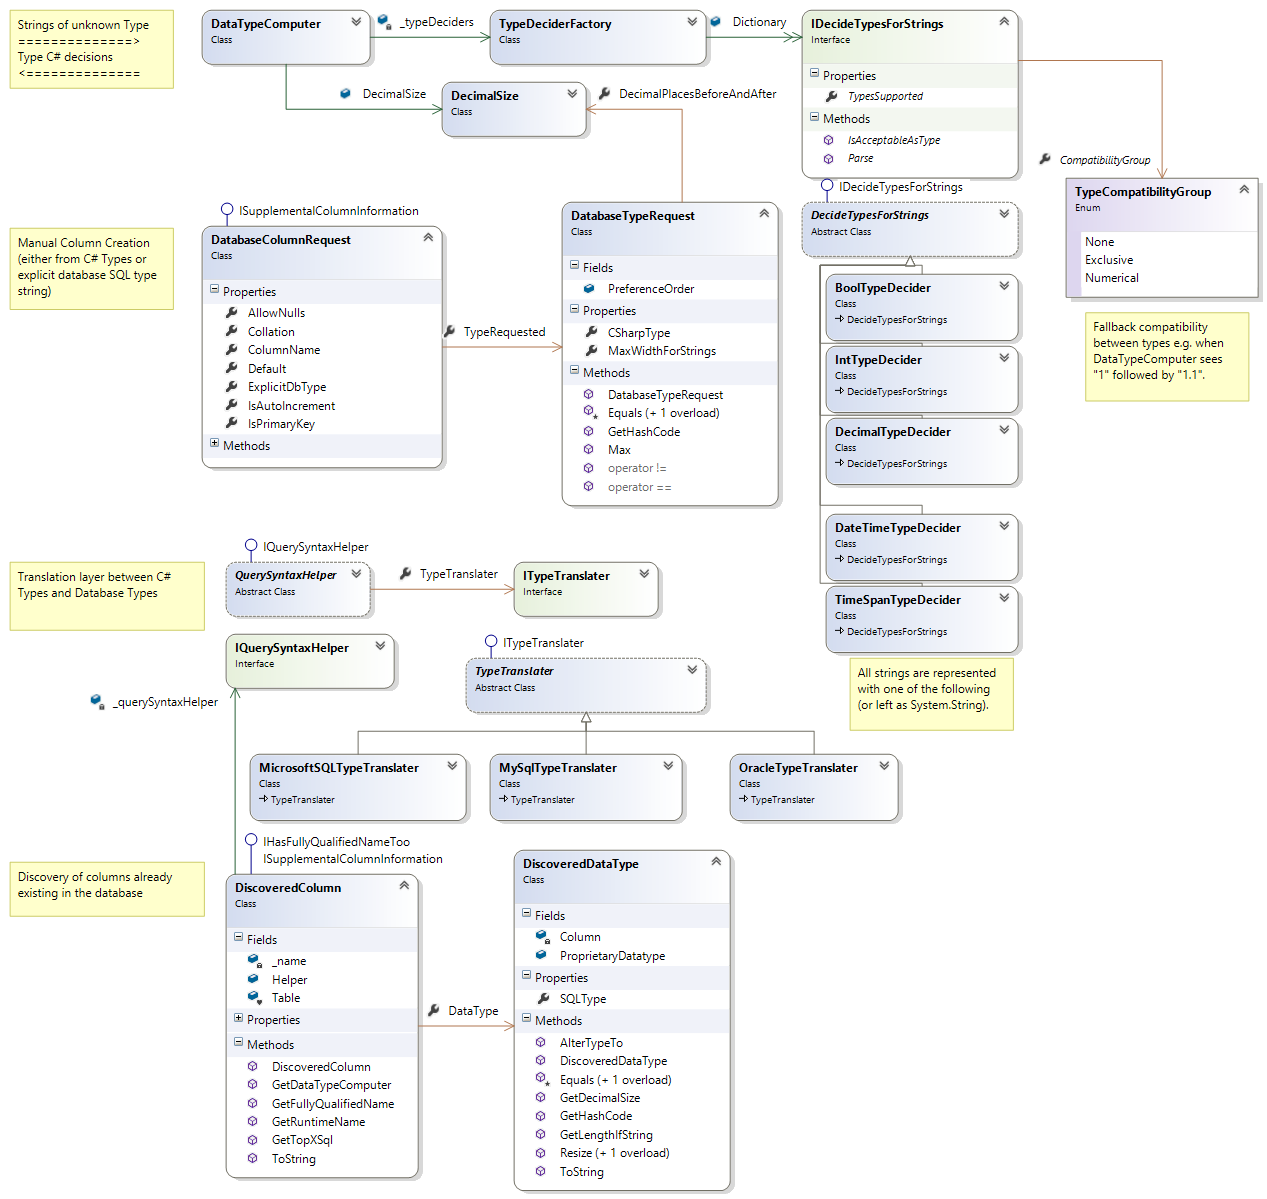 Strings of unknown Type
==============>
Type C# decisions
<==============
DataTypeComputer
Class
_typeDeciders
TypeDeciderFactory
Class
Dictionary
IDecideTypesForStrings
Interface
Properties
TypesSupported
Methods
IsAcceptableAsType
Parse
DecimalSize
DecimalSize
Class
DecimalPlacesBeforeAndAfter
CompatibilityGroup
TypeCompatibilityGroup
Enum
None
Exclusive
Numerical
Fallback compatibility
between types e.g. when
DataTypeComputer sees
"1" followed by "1.1".
Manual Column Creation
(either from C# Types or
explicit database SQL type
string)
ISupplementalColumnInformation
DatabaseColumnRequest
Class
Properties
AllowNulls
Collation
ColumnName
Default
ExplicitDbType
IsAutoIncrement
IsPrimaryKey
Methods
TypeRequested
DatabaseTypeRequest
Class
Fields
PreferenceOrder
Properties
CSharpType
MaxWidthForStrings
Methods
DatabaseTypeRequest
Equals (+ 1 overload)
GetHashCode
Max
operator !=
operator ==
IDecideTypesForStrings
DecideTypesForStrings
Abstract Class
BoolTypeDecider
Class
DecideTypesForStrings
IntTypeDecider
Class
DecideTypesForStrings
DecimalTypeDecider
Class
DecideTypesForStrings
DateTimeTypeDecider
Class
DecideTypesForStrings
TimeSpanTypeDecider
Class
DecideTypesForStrings
All strings are represented
with one of the following
(or left as System.String).
Translation layer between C#
Types and Database Types
IQuerySyntaxHelper
QuerySyntaxHelper
Abstract Class
TypeTranslater
ITypeTranslater
Interface
IQuerySyntaxHelper
Interface
_querySyntaxHelper
ITypeTranslater
TypeTranslater
Abstract Class
MicrosoftSQLTypeTranslater
Class
TypeTranslater
MySqlTypeTranslater
Class
TypeTranslater
OracleTypeTranslater
Class
TypeTranslater
Discovery of columns already
existing in the database
IHasFullyQualifiedNameToo
ISupplementalColumnInformation
DiscoveredColumn
Class
Fields
_name
Helper
Table
Properties
Methods
DiscoveredColumn
GetDataTypeComputer
GetFullyQualifiedName
GetRuntimeName
GetTopXSql
ToString
DataType
DiscoveredDataType
Class
Fields
Column
ProprietaryDatatype
Properties
SQLType
Methods
AlterTypeTo
DiscoveredDataType
Equals (+ 1 overload)
GetDecimalSize
GetHashCode
GetLengthIfString
Resize (+ 1 overload)
ToString